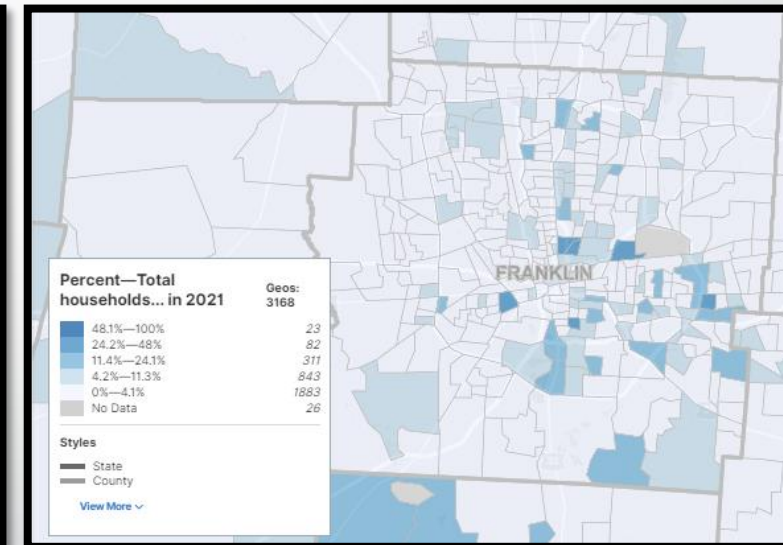 FRANKLIN
Percent—Total
households... in 2021
Geos:
3168
48.1%—100% 23
24.2%—48% 82
11.4%—24.1% 311
4.2%—11.3% 843
0%—4.1% 1883
No Data 26
Styles
State
County
View More